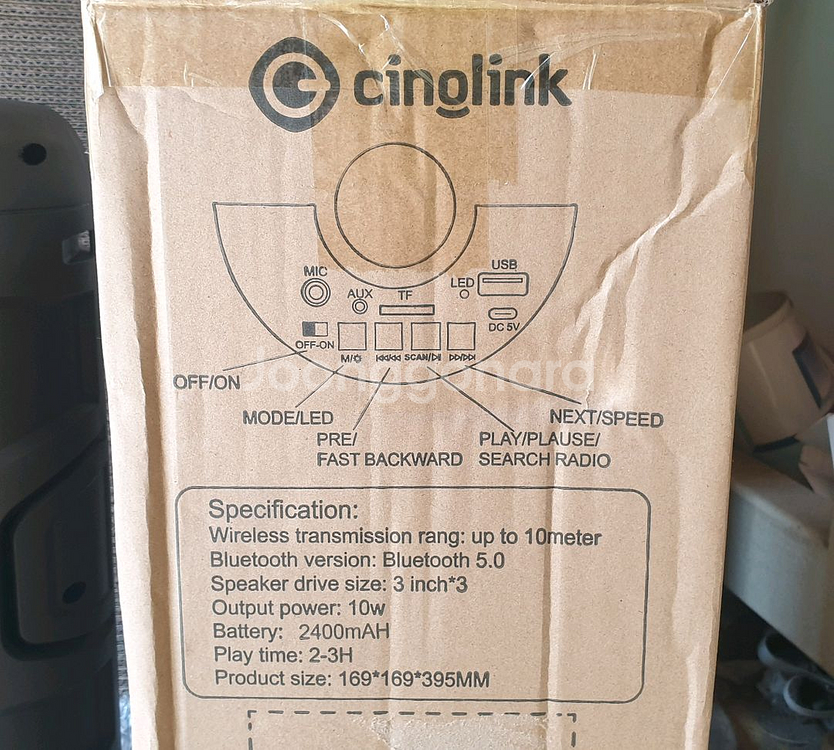 cinglink
MIC
AUX
TF
LED
USB
DC 5V
OFF-ON
M/
SCAN/
OFF/ON
MODE/LED
PRE/
FAST BACKWARD
PLAY/PLAUSE/
SEARCH RADIO
NEXT/SPEED
Joonggonara
Specification:
Wireless transmission rang: up to 10meter
Bluetooth version: Bluetooth 5.0
Speaker drive size: 3 inch*3
Output power: 10w
Battery: 2400mAH
Play time: 2-3H
Product size: 169*169*395MM